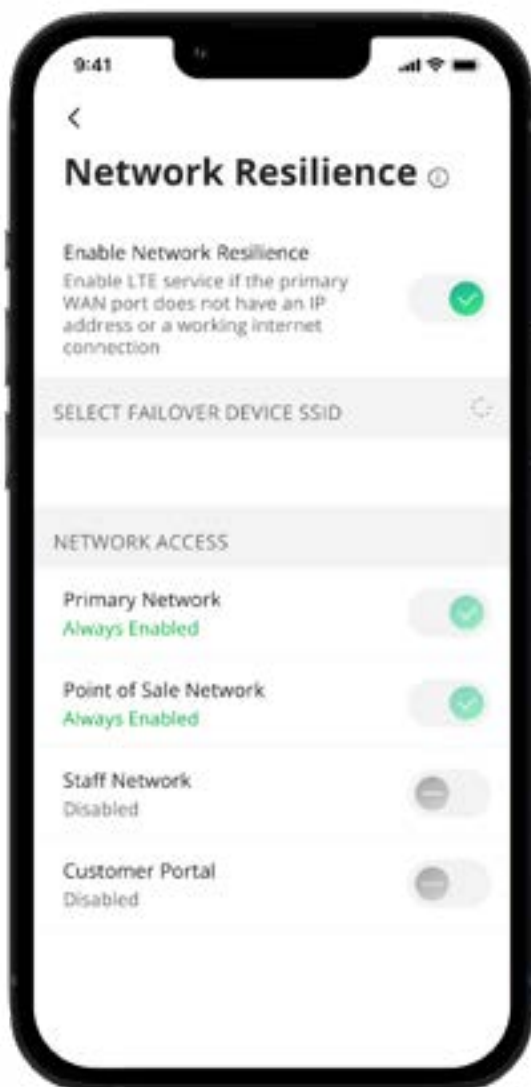 9:41
Network Resilience
Enable Network Resilience
Enable LTE service if the primary
WAN port does not have an IP
address or a working internet
connection
SELECT FAILOVER DEVICE SSID
NETWORK ACCESS
Primary Network
Always Enabled
Point of Sale Network
Always Enabled
Staff Network
Disabled
Customer Portal
Disabled